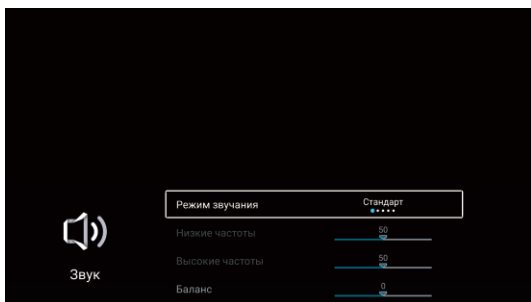 Режим звучания
Стандарт
Низкие частоты
50
Высокие частоты
50
Звук
Баланс
0